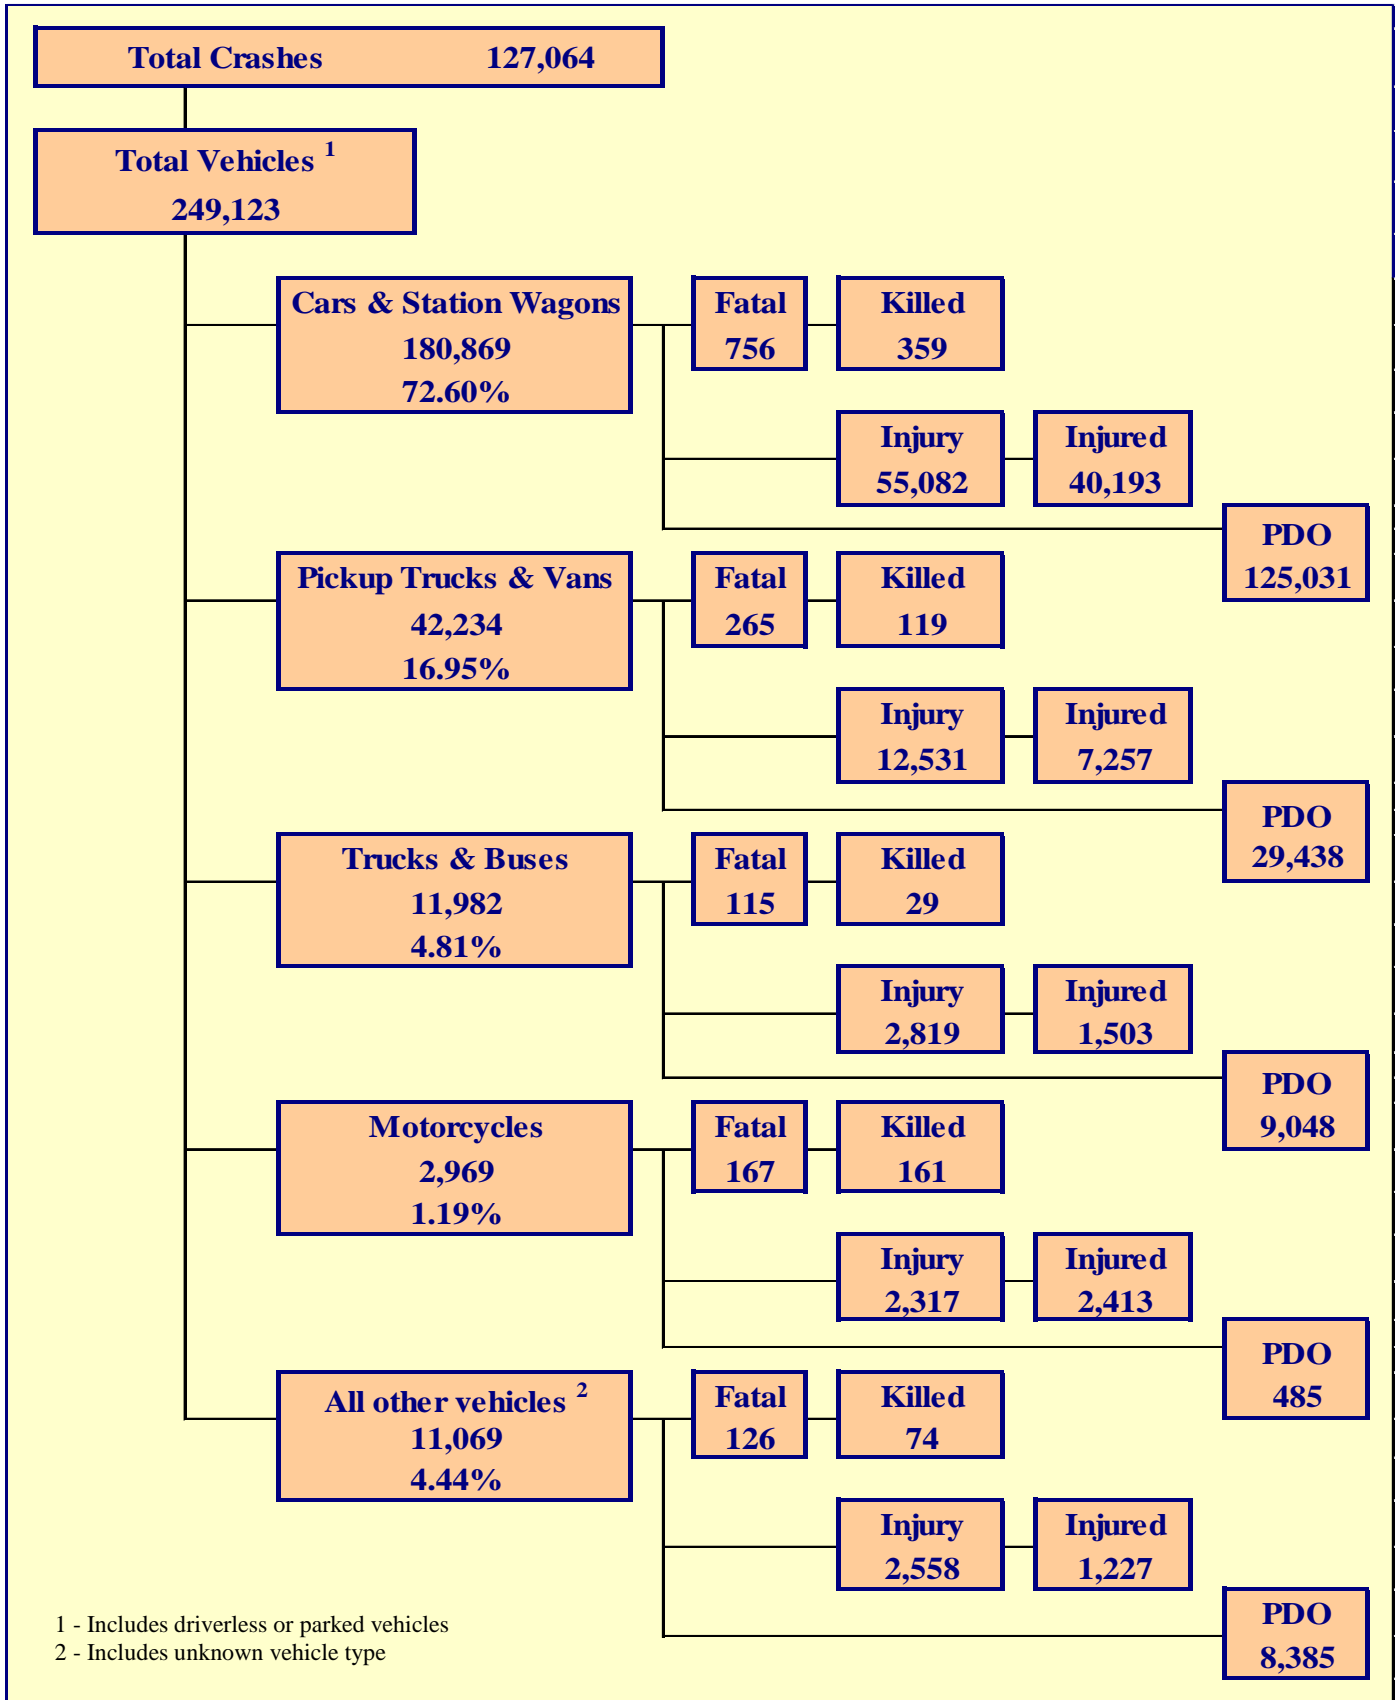 Total Crashes 127,064
Total Vehicles 1
249,123
Cars & Station Wagons
180,869
72.60%
Fatal
756
Killed
359
Injury
55,082
Injured
40,193
PDO
125,031
Pickup Trucks & Vans
42,234
16.95%
Fatal
265
Killed
119
Injury
12,531
Injured
7,257
PDO
29,438
Trucks & Buses
11,982
4.81%
Fatal
115
Killed
29
Injury
2,819
Injured
1,503
PDO
9,048
Motorcycles
2,969
1.19%
Fatal
167
Killed
161
Injury
2,317
Injured
2,413
PDO
485
All other vehicles 2
11,069
4.44%
Fatal
126
Killed
74
Injury
2,558
Injured
1,227
PDO
8,385
1 - Includes driverless or parked vehicles
2 - Includes unknown vehicle type